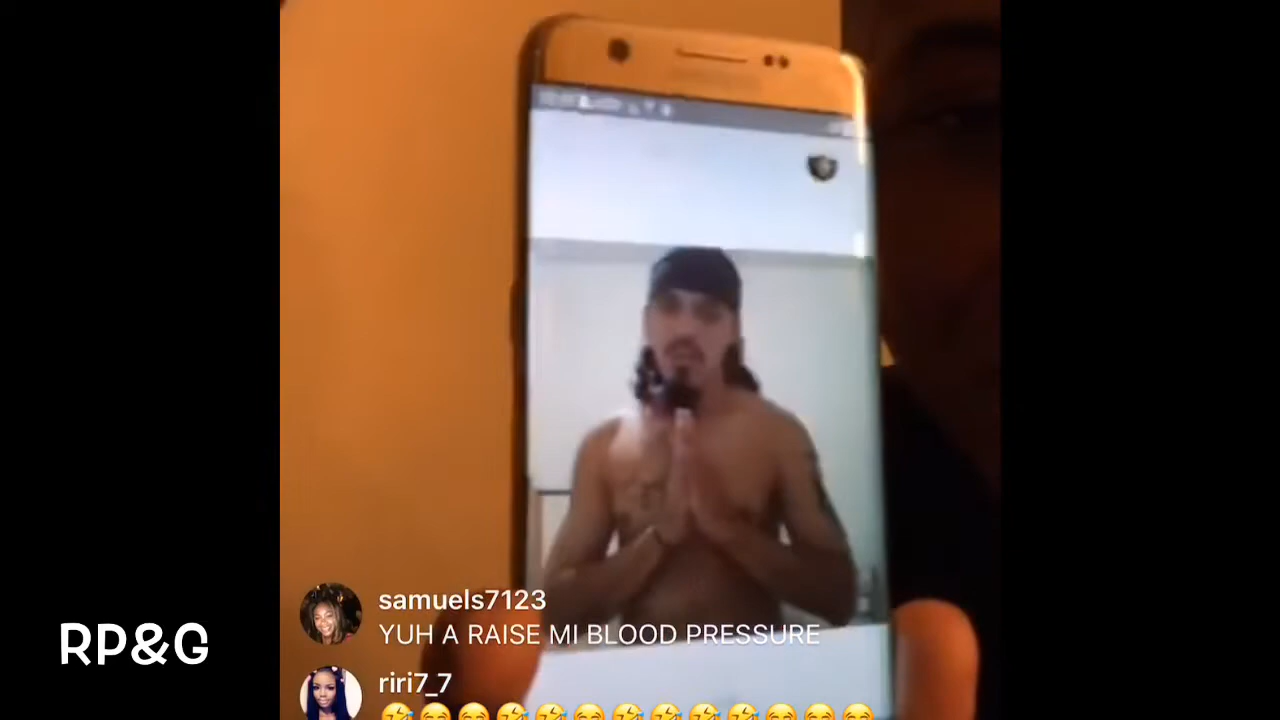 samuels7123
YUH A RAISE MI BLOOD PRESSURE
RP&G
riri7_7
🤣😂😂🤣🤣😂🤣🤣🤣🤣😂😂😂